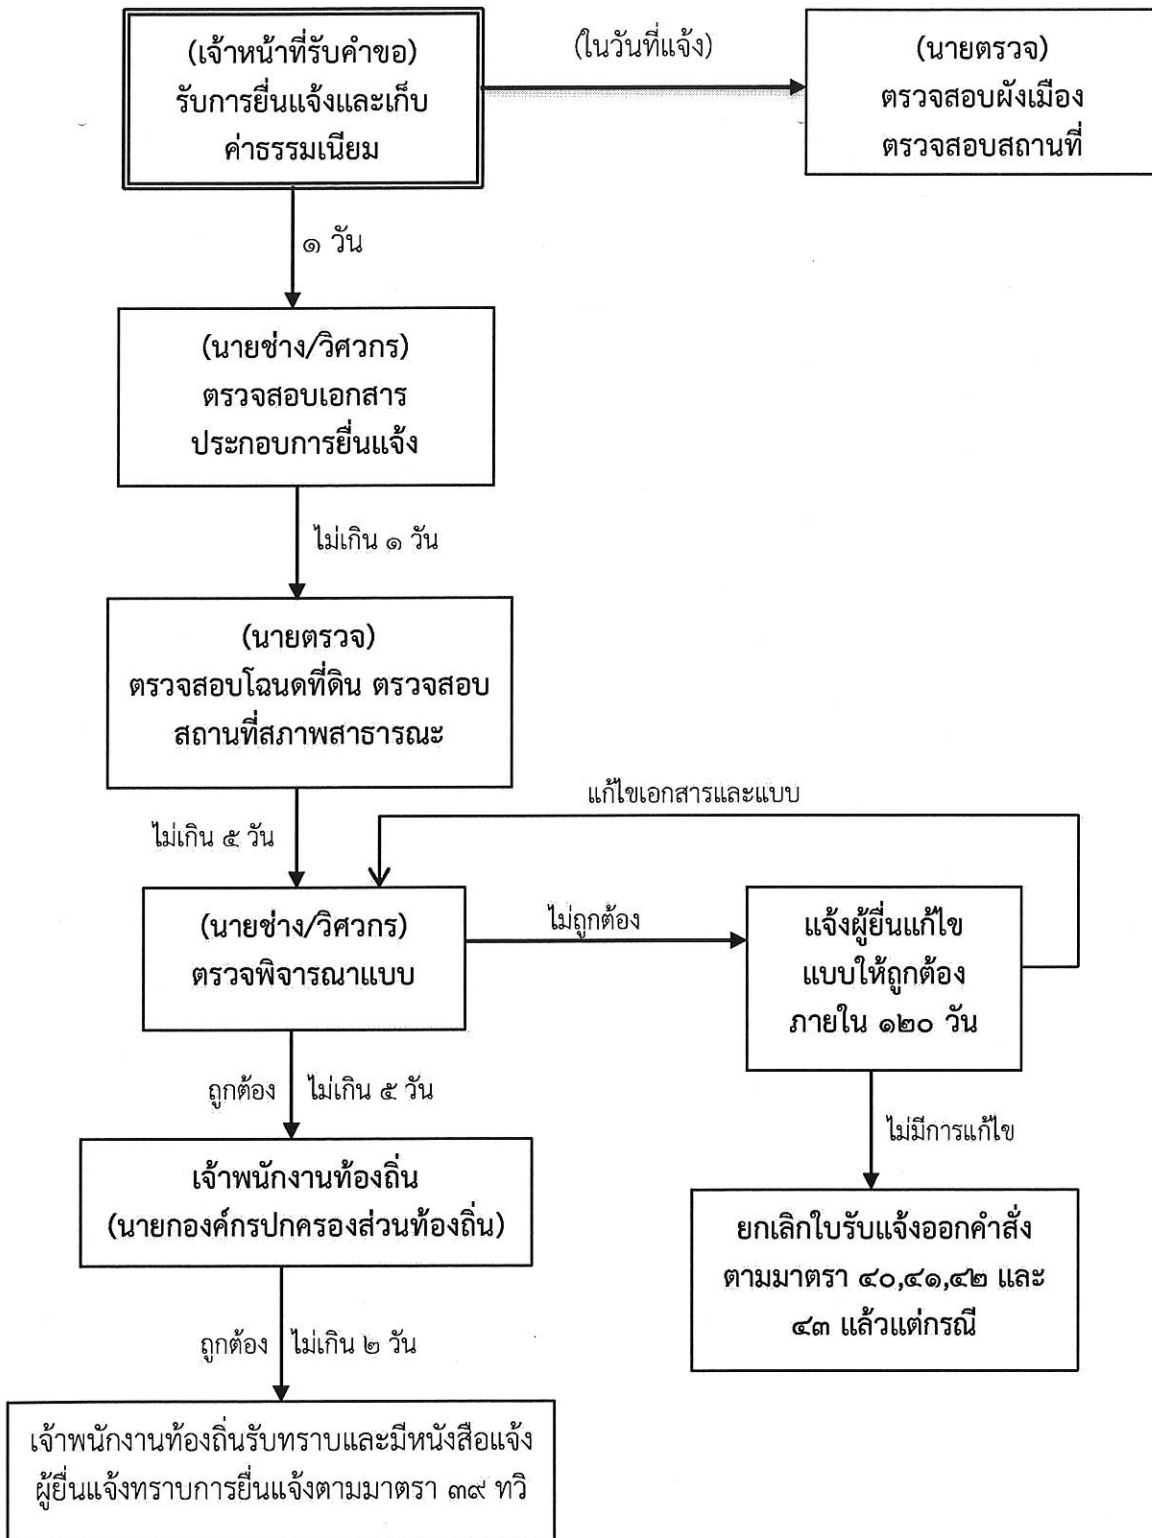 (เจ้าหน้าที่รับคำขอ)
รับการยื่นแจ้งและเก็บ
ค่าธรรมเนียม
(ในวันที่แจ้ง)
(นายตรวจ)
ตรวจสอบผังเมือง
ตรวจสอบสถานที่
๑ วัน
(นายช่าง/วิศวกร)
ตรวจสอบเอกสาร
ประกอบการยื่นแจ้ง
ไม่เกิน ๑ วัน
(นายตรวจ)
ตรวจสอบโฉนดที่ดิน ตรวจสอบ
สถานที่สภาพสาธารณะ
แก้ไขเอกสารและแบบ
ไม่เกิน ๕ วัน
(นายช่าง/วิศวกร)
ตรวจพิจารณาแบบ
ไม่ถูกต้อง
แจ้งผู้ยื่นแก้ไข
แบบให้ถูกต้อง
ภายใน ๑๒๐ วัน
ถูกต้อง ไม่เกิน ๕ วัน
ไม่มีการแก้ไข
เจ้าพนักงานท้องถิ่น
(นายกองค์กรปกครองส่วนท้องถิ่น)
ยกเลิกใบรับแจ้งออกคำสั่ง
ตามมาตรา ๔๐,๔๑,๔๒ และ
๔๓ แล้วแต่กรณี
ถูกต้อง ไม่เกิน ๒ วัน
เจ้าพนักงานท้องถิ่นรับทราบและมีหนังสือแจ้ง
ผู้ยื่นแจ้งทราบการยื่นแจ้งตามมาตรา ๓๙ ทวิ